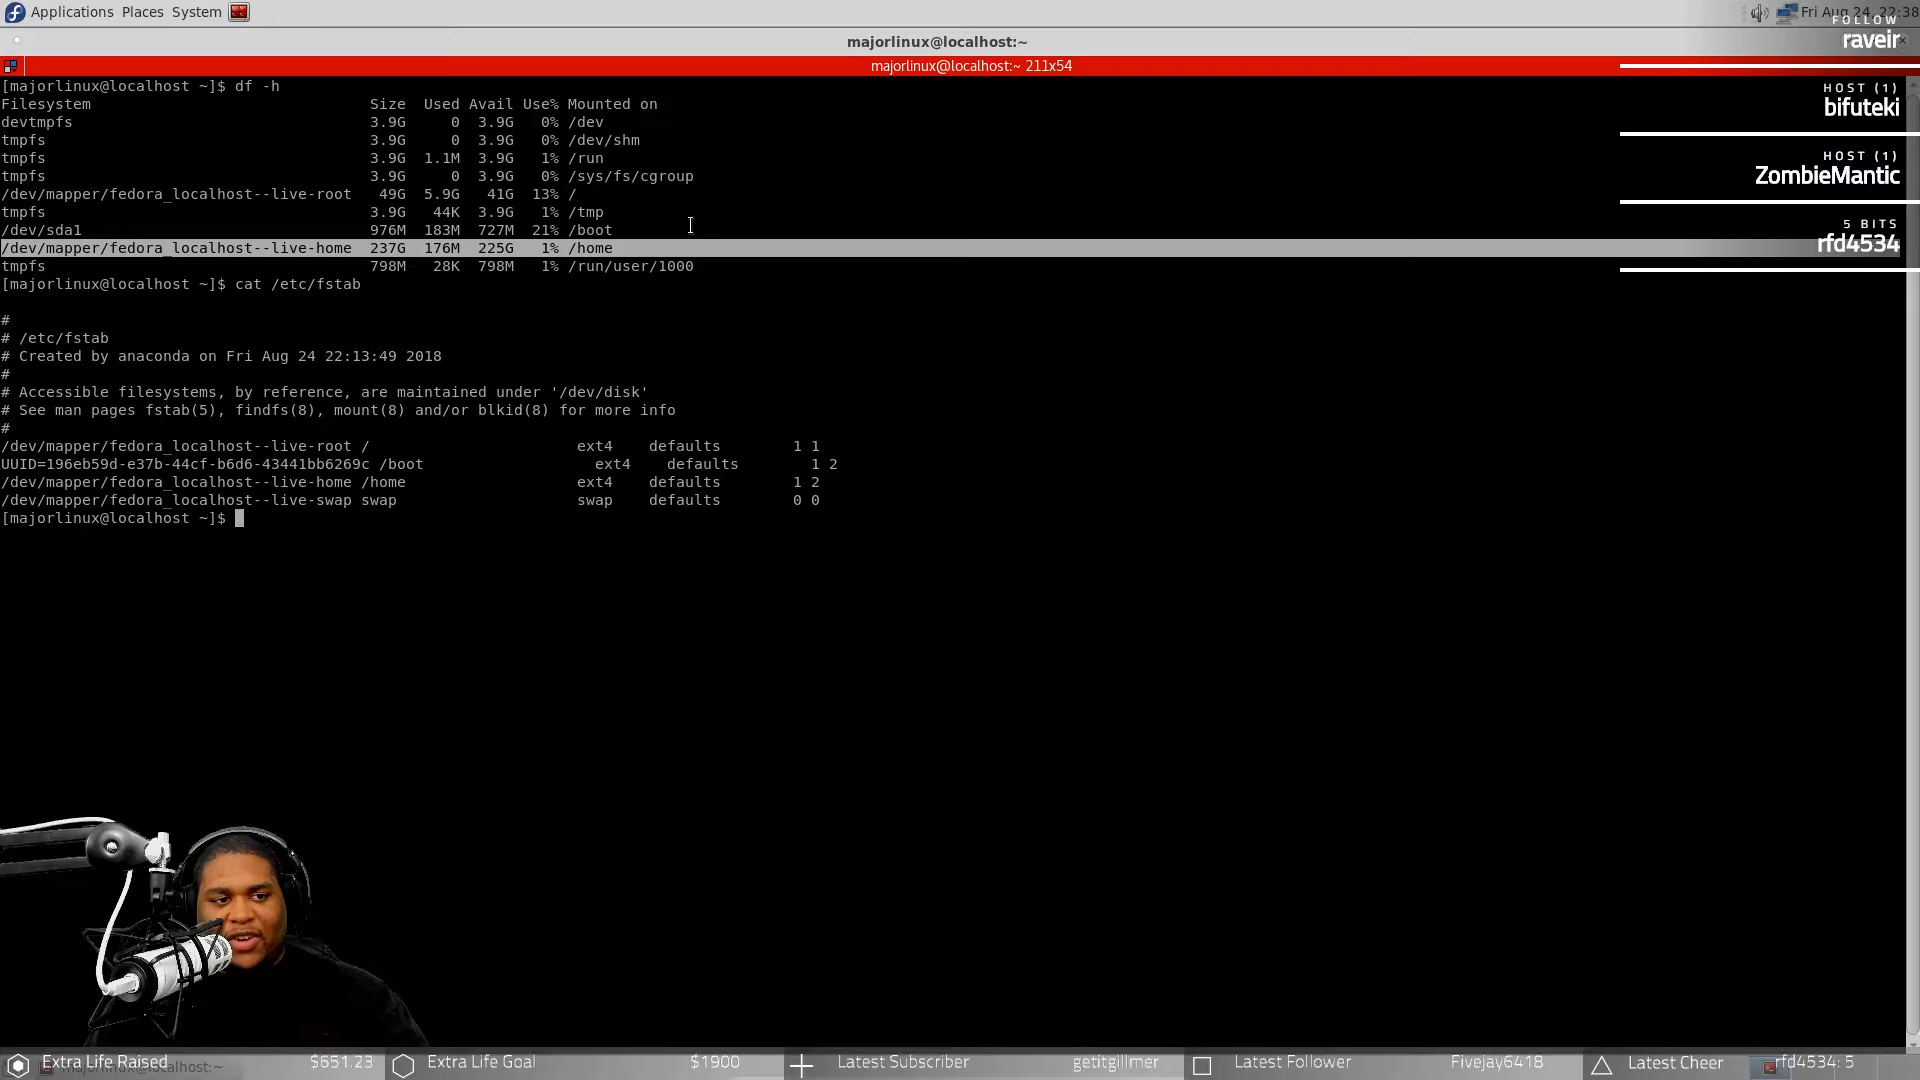 Applications Places System
Fri Aug 24, 22:38
majorlinux@localhost:~
majorlinux@localhost:~ 211x54
FOLLOW
raveir
HOST (1)
bifuteki
HOST (1)
ZombieMantic
5 BITS
rfd4534
[majorlinux@localhost ~]$ df -h
Filesystem Size Used Avail Use% Mounted on
devtmpfs 3.9G 0 3.9G 0% /dev
tmpfs 3.9G 0 3.9G 0% /dev/shm
tmpfs 3.9G 1.1M 3.9G 1% /run
tmpfs 3.9G 0 3.9G 0% /sys/fs/cgroup
/dev/mapper/fedora_localhost--live-root 49G 5.9G 41G 13% /
tmpfs 3.9G 44K 3.9G 1% /tmp
/dev/sda1 976M 183M 727M 21% /boot
/dev/mapper/fedora_localhost--live-home 237G 176M 225G 1% /home
tmpfs 798M 28K 798M 1% /run/user/1000
[majorlinux@localhost ~]$ cat /etc/fstab
#
# /etc/fstab
# Created by anaconda on Fri Aug 24 22:13:49 2018
#
# Accessible filesystems, by reference, are maintained under '/dev/disk'
# See man pages fstab(5), findfs(8), mount(8) and/or blkid(8) for more info
#
/dev/mapper/fedora_localhost--live-root / ext4 defaults 1 1
UUID=196eb59d-e37b-44cf-b6d6-43441bb6269c /boot ext4 defaults 1 2
/dev/mapper/fedora_localhost--live-home /home ext4 defaults 1 2
/dev/mapper/fedora_localhost--live-swap swap swap defaults 0 0
[majorlinux@localhost ~]$
Extra Life Raised $651.23 Extra Life Goal $1900 Latest Subscriber getitgillmer Latest Follower Fivejay6418 Latest Cheer rfd4534: 5
majorlinux@localhost:~